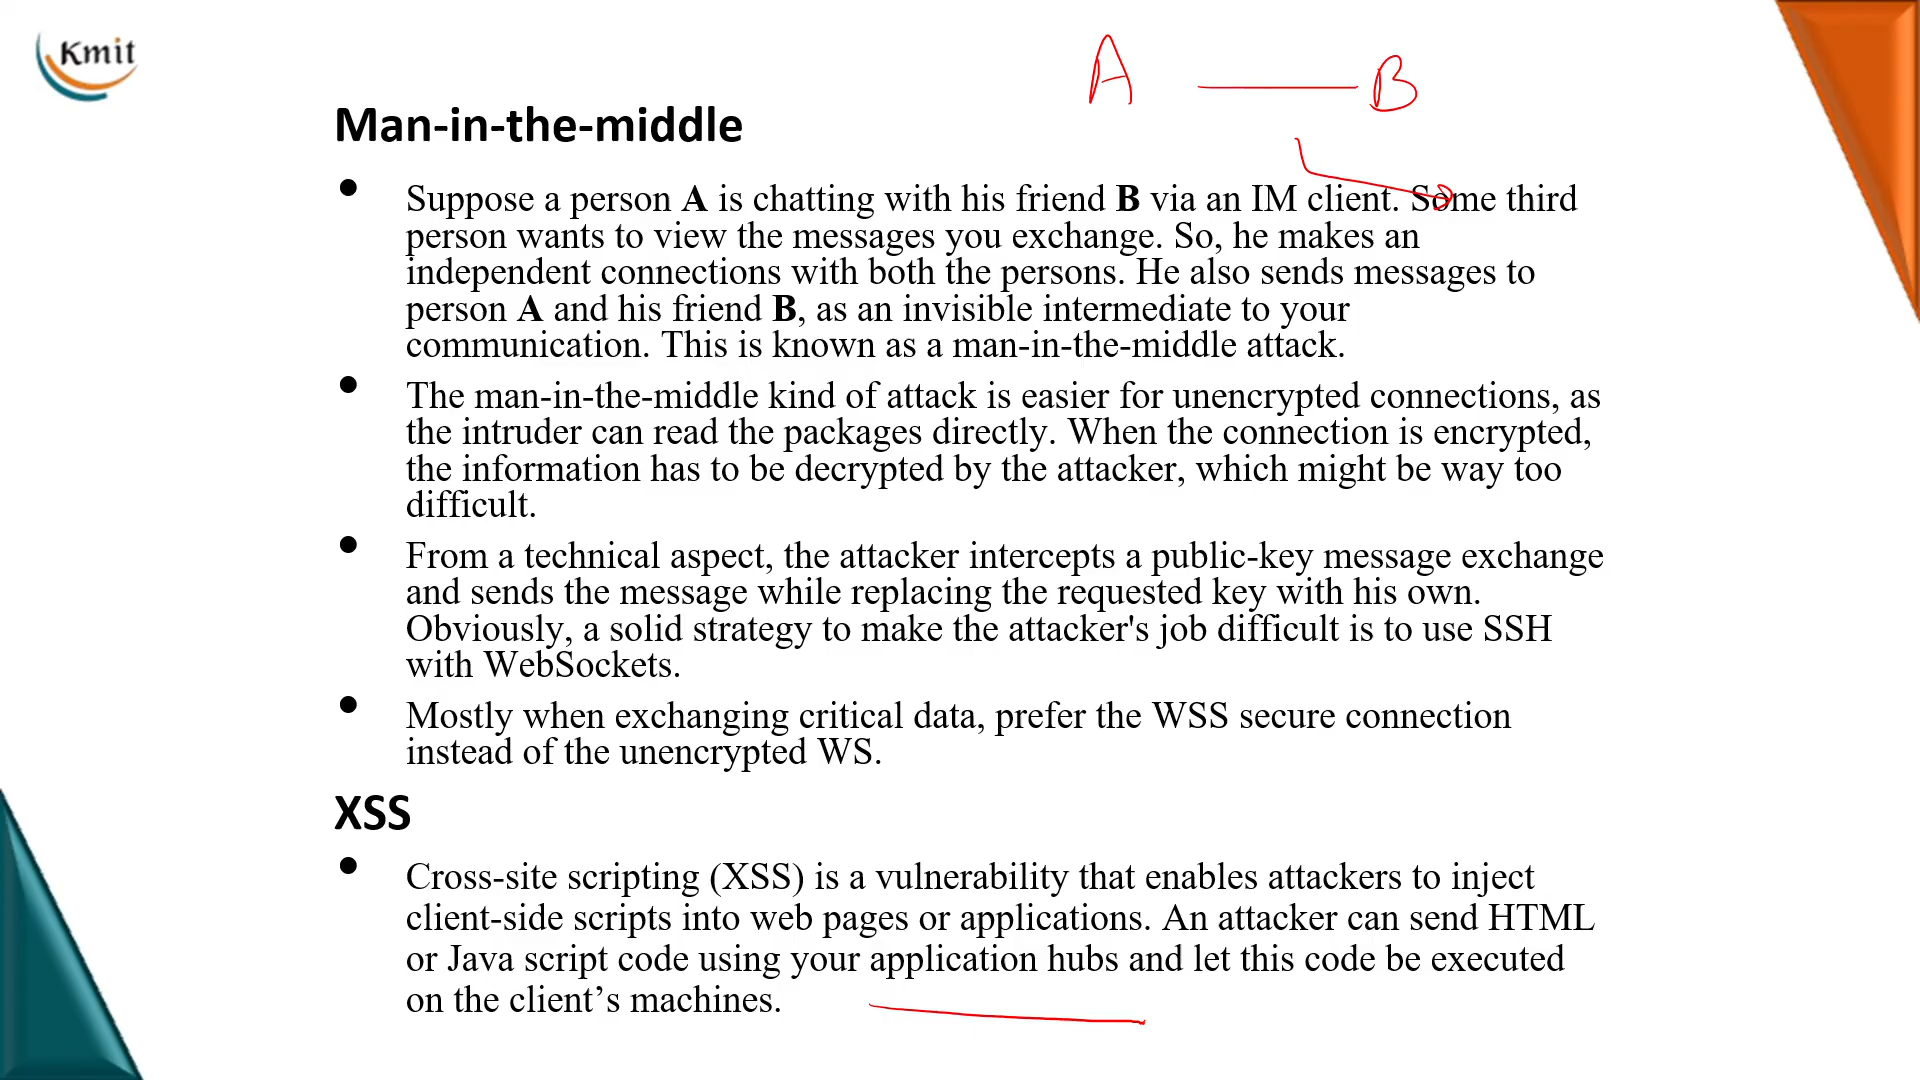 Kmit
A B
Man-in-the-middle
• Suppose a person A is chatting with his friend B via an IM client. Some third
person wants to view the messages you exchange. So, he makes an
independent connections with both the persons. He also sends messages to
person A and his friend B, as an invisible intermediate to your
communication. This is known as a man-in-the-middle attack.
• The man-in-the-middle kind of attack is easier for unencrypted connections, as
the intruder can read the packages directly. When the connection is encrypted,
the information has to be decrypted by the attacker, which might be way too
difficult.
• From a technical aspect, the attacker intercepts a public-key message exchange
and sends the message while replacing the requested key with his own.
Obviously, a solid strategy to make the attacker's job difficult is to use SSH
with WebSockets.
• Mostly when exchanging critical data, prefer the WSS secure connection
instead of the unencrypted WS.
XSS
• Cross-site scripting (XSS) is a vulnerability that enables attackers to inject
client-side scripts into web pages or applications. An attacker can send HTML
or Java script code using your application hubs and let this code be executed
on the client’s machines.